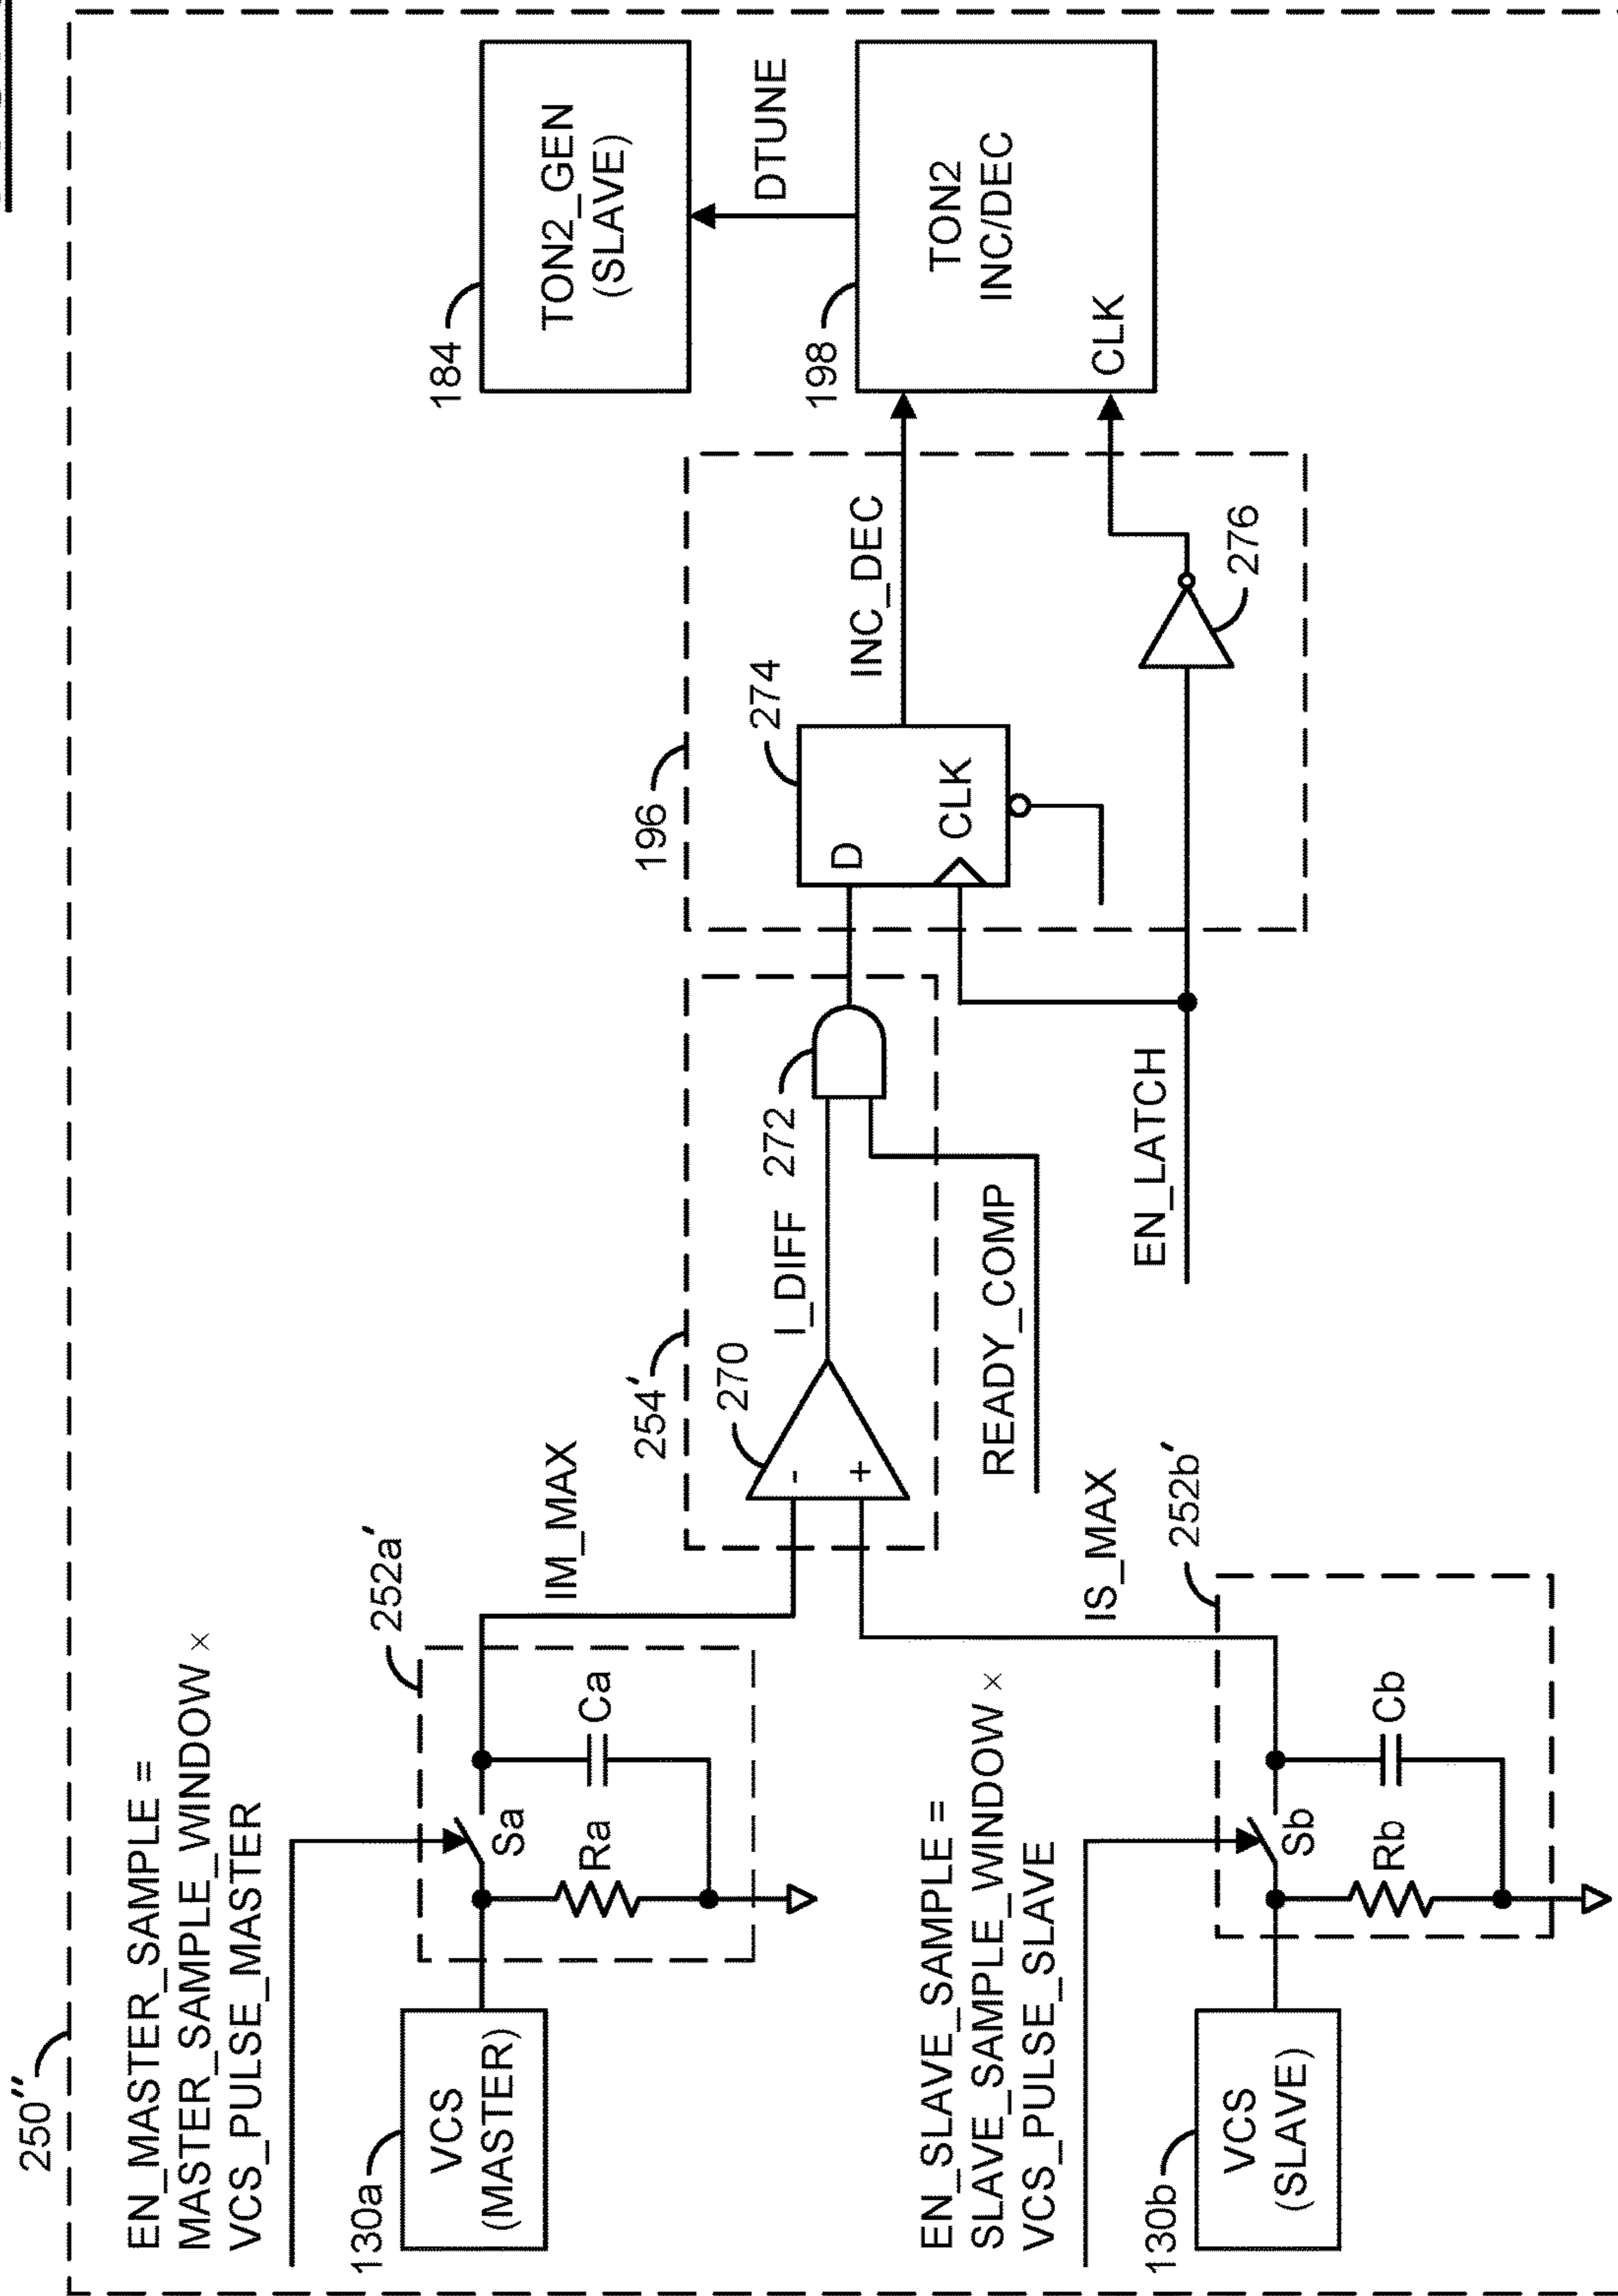 250''
EN_MASTER_SAMPLE =
MASTER_SAMPLE_WINDOW ×
VCS_PULSE_MASTER
130a
VCS
(MASTER)
252a'
Sa
Ra
Ca
IM_MAX
EN_SLAVE_SAMPLE =
SLAVE_SAMPLE_WINDOW ×
VCS_PULSE_SLAVE
130b
VCS
(SLAVE)
252b'
Sb
Rb
Cb
IS_MAX
254'
270
-
+
I_DIFF
272
READY_COMP
EN_LATCH
196
274
D
CLK
INC_DEC
276
184
TON2_GEN
(SLAVE)
DTUNE
198
TON2
INC/DEC
CLK